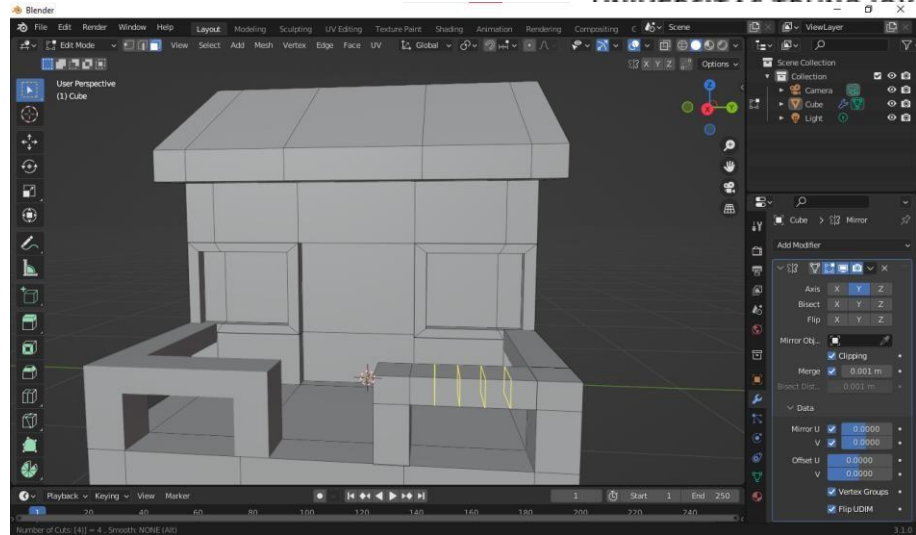 Blender
File Edit Render Window Help Layout Modeling Sculpting UV Editing Texture Paint Shading Animation Rendering Compositing Scene ViewLayer
Edit Mode View Select Add Mesh Vertex Edge Face UV Global
X Y Z Options
User Perspective
(1) Cube
Scene Collection
Collection
Camera
Cube
Light
Z
Y
Cube > Mirror
Add Modifier
Axis X Y Z
Bisect X Y Z
Flip X Y Z
Mirror Obj...
Clipping
Merge 0.001 m
Bisect Dist... 0.001 m
Data
Mirror U 0.0000
V 0.0000
Offset U 0.0000
V 0.0000
Vertex Groups
Flip UDIM
Playback Keying View Marker 1 Start 1 End 250
1 20 40 60 80 100 120 140 160 180 200 220 240
Number of Cuts: [4|] = 4 , Smooth: NONE (Alt) 3.1.0